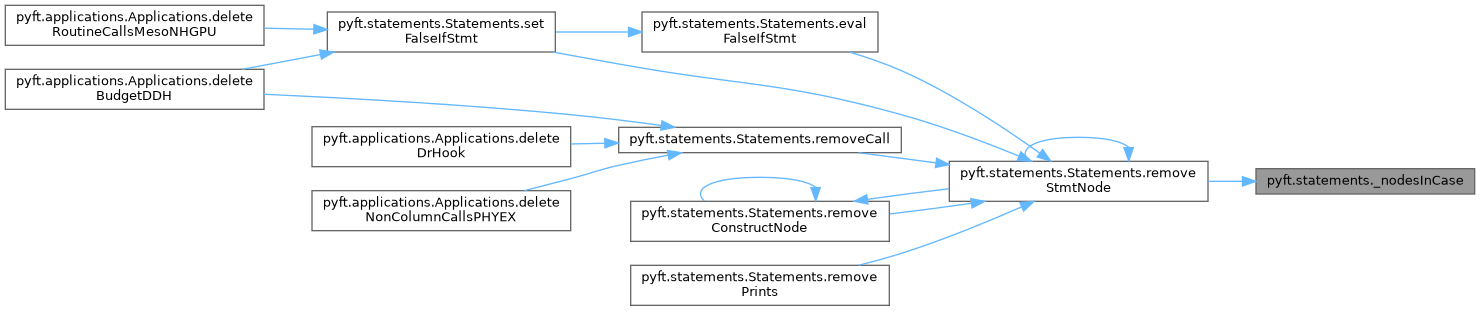 pyft.applications.Applications.delete
RoutineCallsMesoNHGPU
pyft.applications.Applications.delete
BudgetDDH
pyft.statements.Statements.set
FalseIfStmt
pyft.statements.Statements.eval
FalseIfStmt
pyft.applications.Applications.delete
DrHook
pyft.applications.Applications.delete
NonColumnCallsPHYEX
pyft.statements.Statements.removeCall
pyft.statements.Statements.remove
ConstructNode
pyft.statements.Statements.remove
Prints
pyft.statements.Statements.remove
StmtNode
pyft.statements._nodesInCase